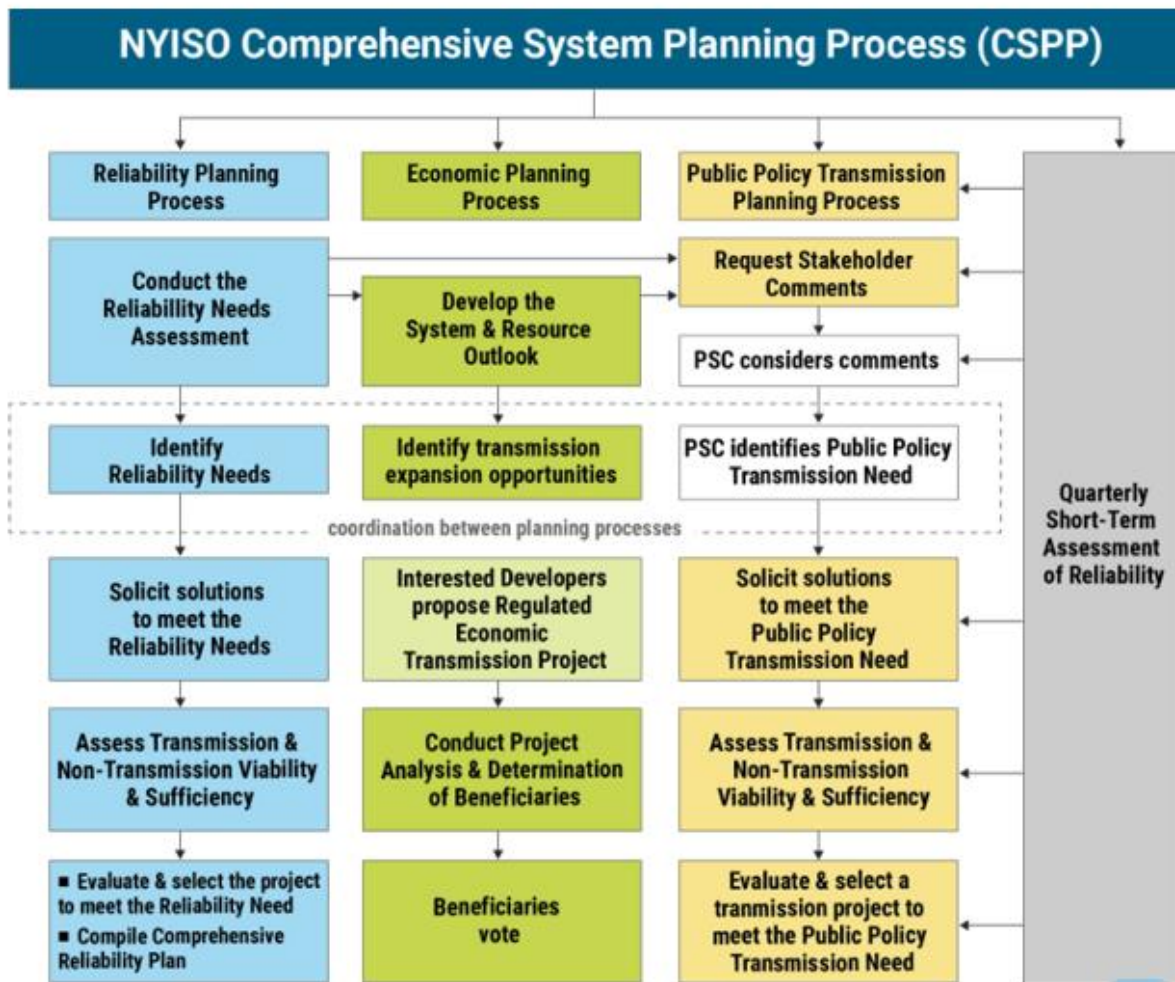 NYISO Comprehensive System Planning Process (CSPP)
Reliability Planning
Process
Economic Planning
Process
Public Policy Transmission
Planning Process
Conduct the
Reliabillity Needs
Assessment
Develop the
System & Resource
Outlook
Request Stakeholder
Comments
PSC considers comments
Identify
Reliability Needs
Identify transmission
expansion opportunities
PSC identifies Public Policy
Transmission Need
coordination between planning processes
Solicit solutions
to meet the
Reliability Needs
Interested Developers
propose Regulated
Economic
Transmission Project
Solicit solutions
to meet the
Public Policy
Transmission Need
Assess Transmission &
Non-Transmission Viability
& Sufficiency
Conduct Project
Analysis & Determination
of Beneficiaries
Assess Transmission &
Non-Transmission
Viability & Sufficiency
■ Evaluate & select the project
to meet the Reliability Need
■ Compile Comprehensive
Reliability Plan
Beneficiaries
vote
Evaluate & select a
tranmission project to
meet the Public Policy
Transmission Need
Quarterly
Short-Term
Assessment
of Reliability